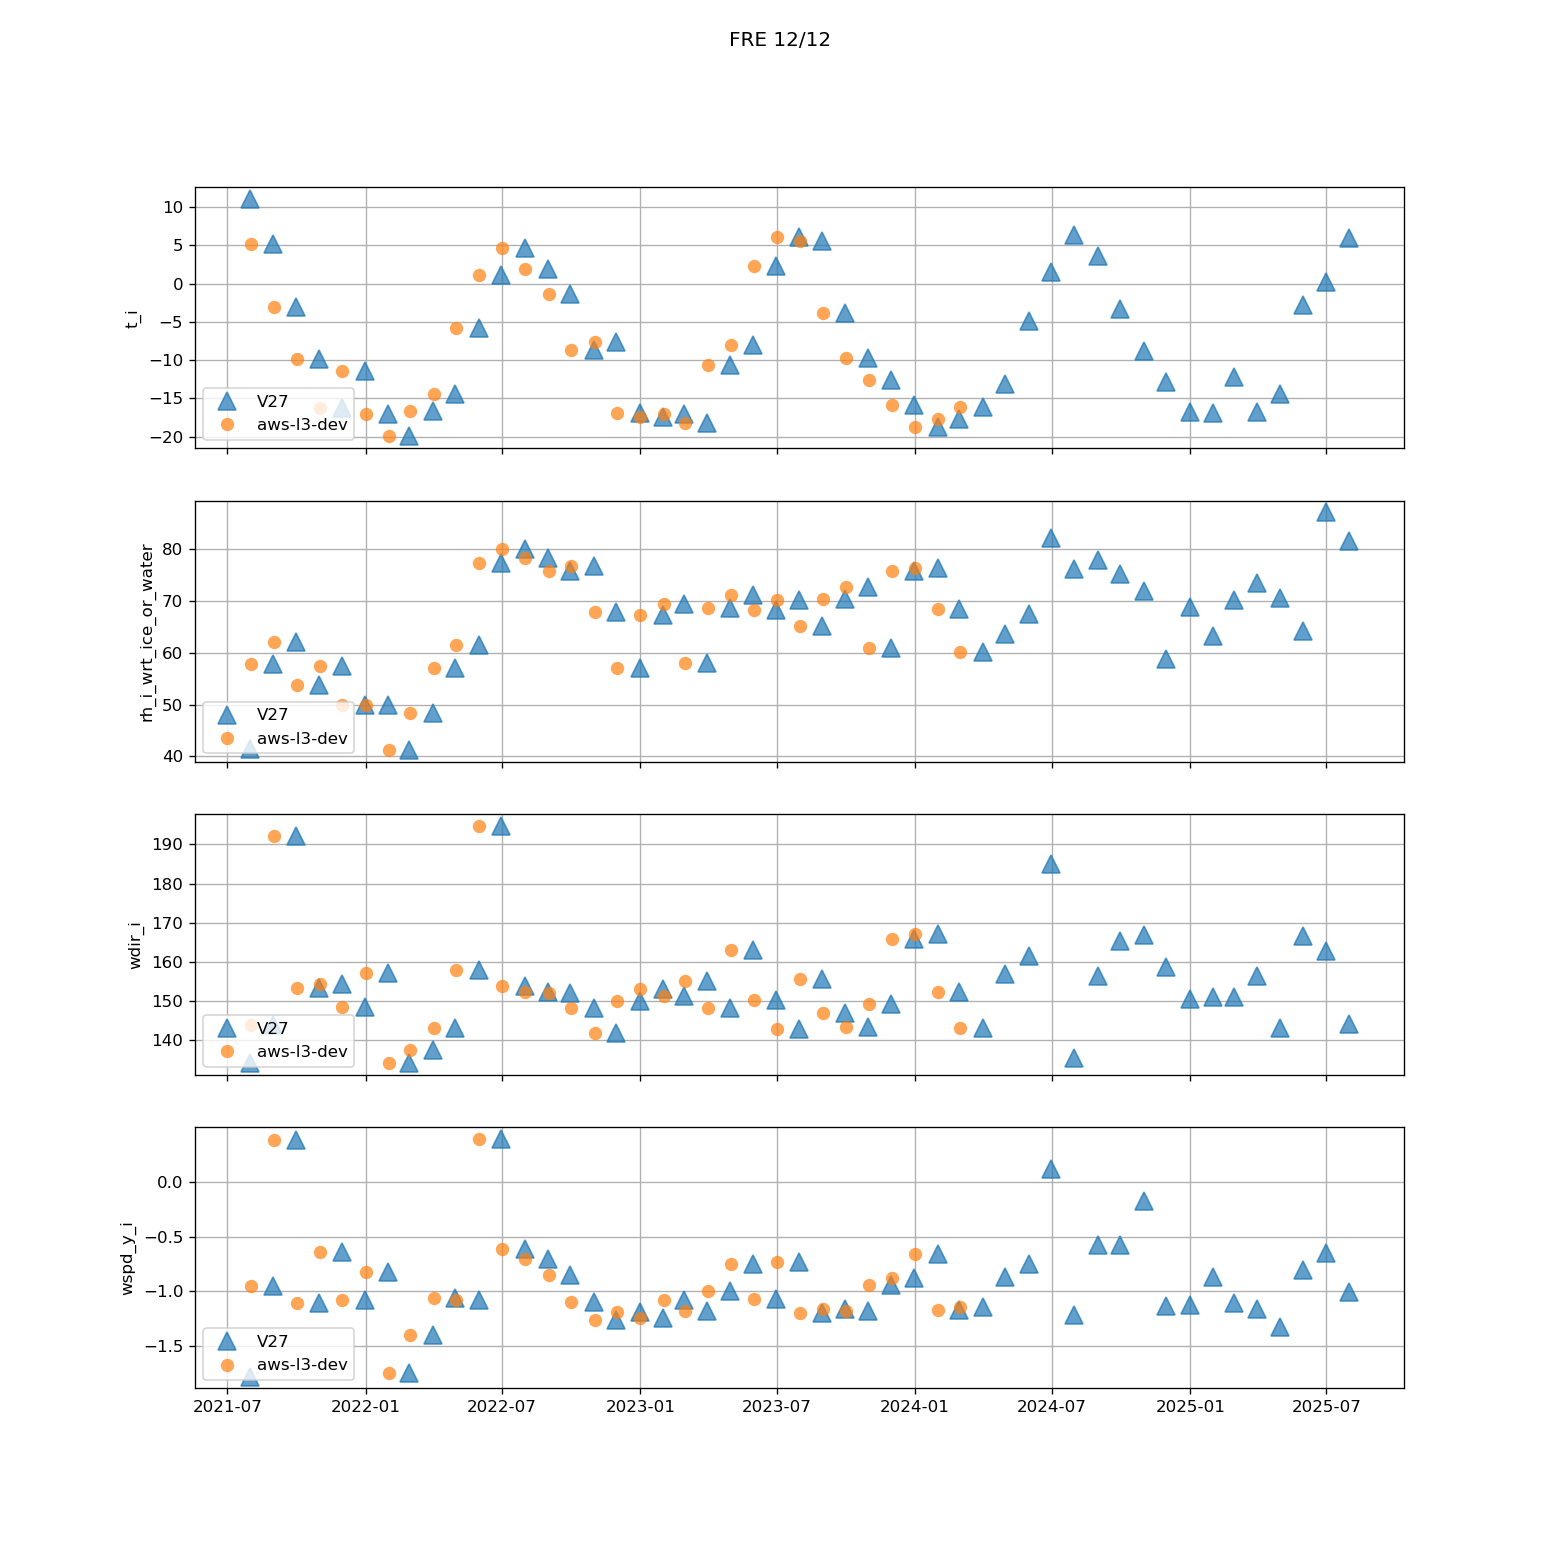 FRE 12/12
10
5
0
−5
−10
−15
−20
t_i
V27
aws-l3-dev
80
70
60
50
40
rh_i_wrt_ice_or_water
V27
aws-l3-dev
190
180
170
160
150
140
wdir_i
V27
aws-l3-dev
0.0
−0.5
−1.0
−1.5
wspd_y_i
V27
aws-l3-dev
2021-07 2022-01 2022-07 2023-01 2023-07 2024-01 2024-07 2025-01 2025-07